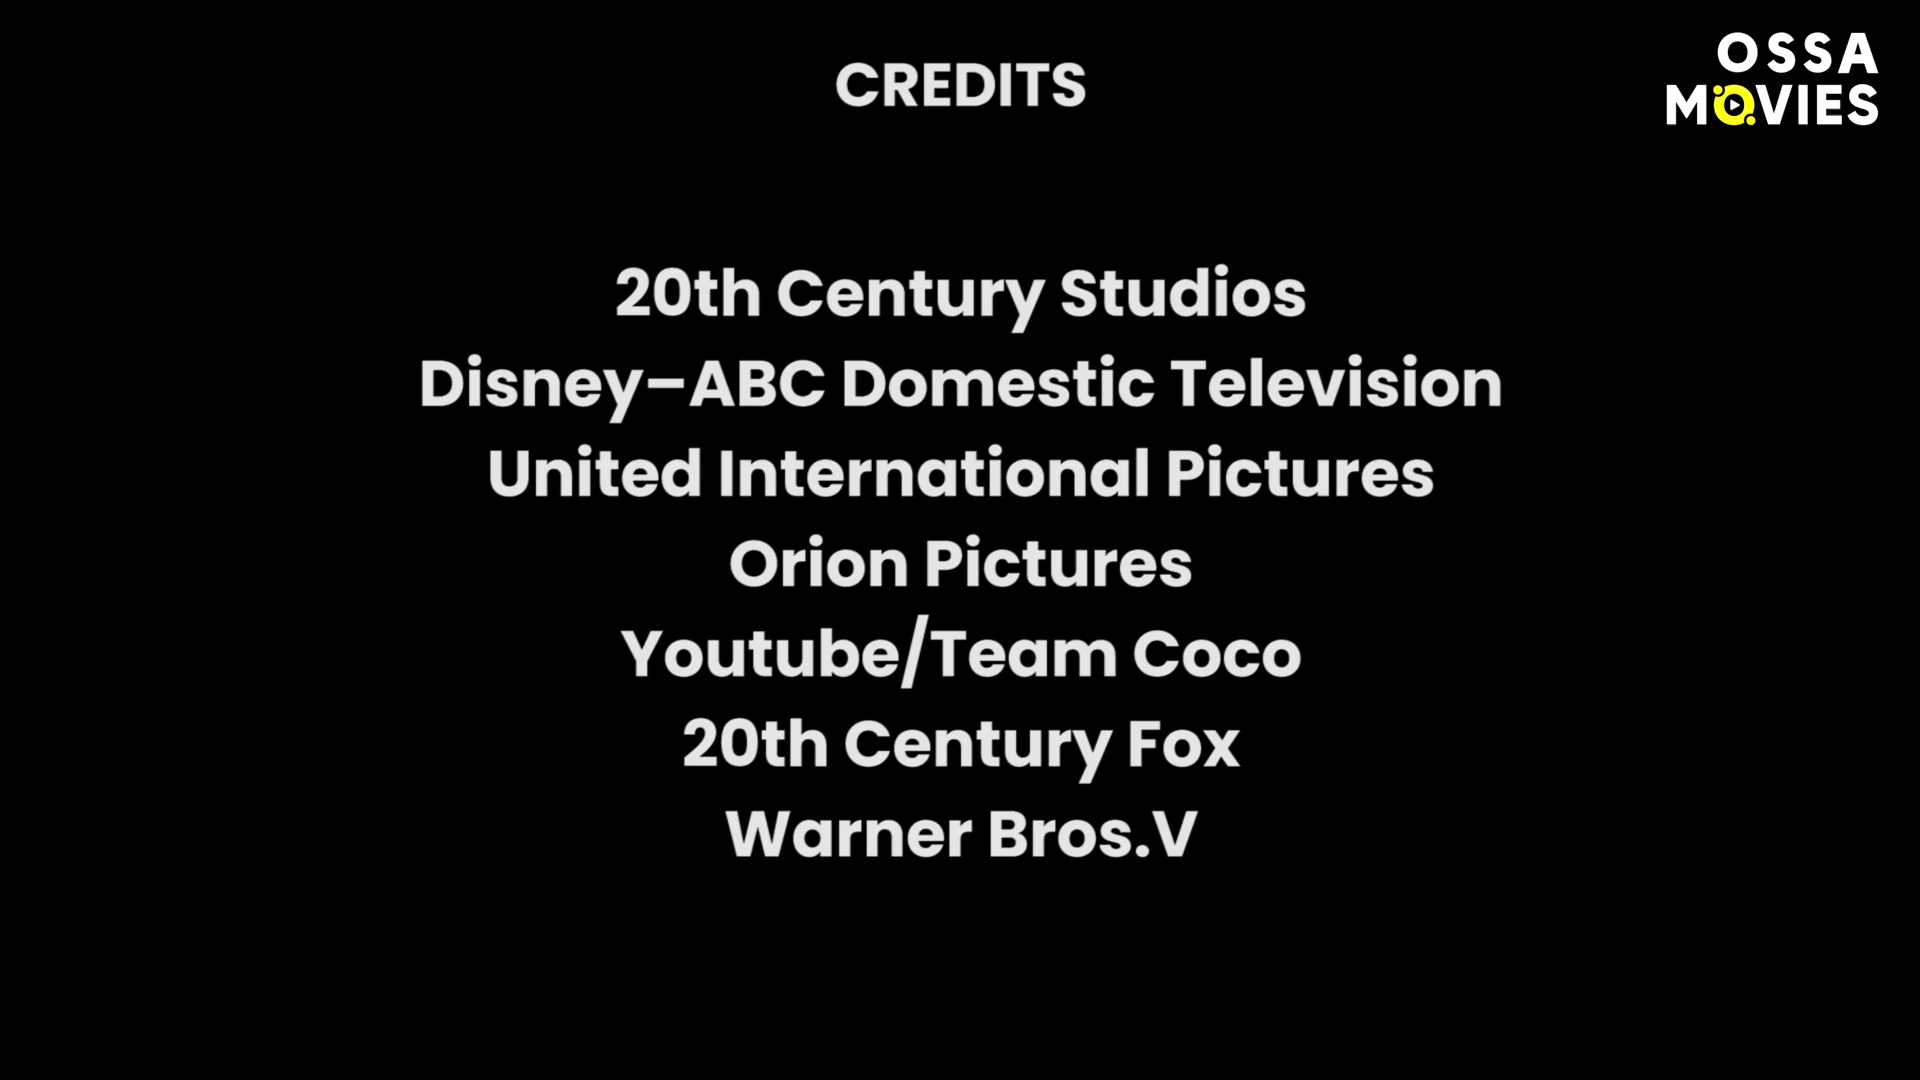 CREDITS
OSSA
MOVIES
20th Century Studios
Disney–ABC Domestic Television
United International Pictures
Orion Pictures
Youtube/Team Coco
20th Century Fox
Warner Bros.V